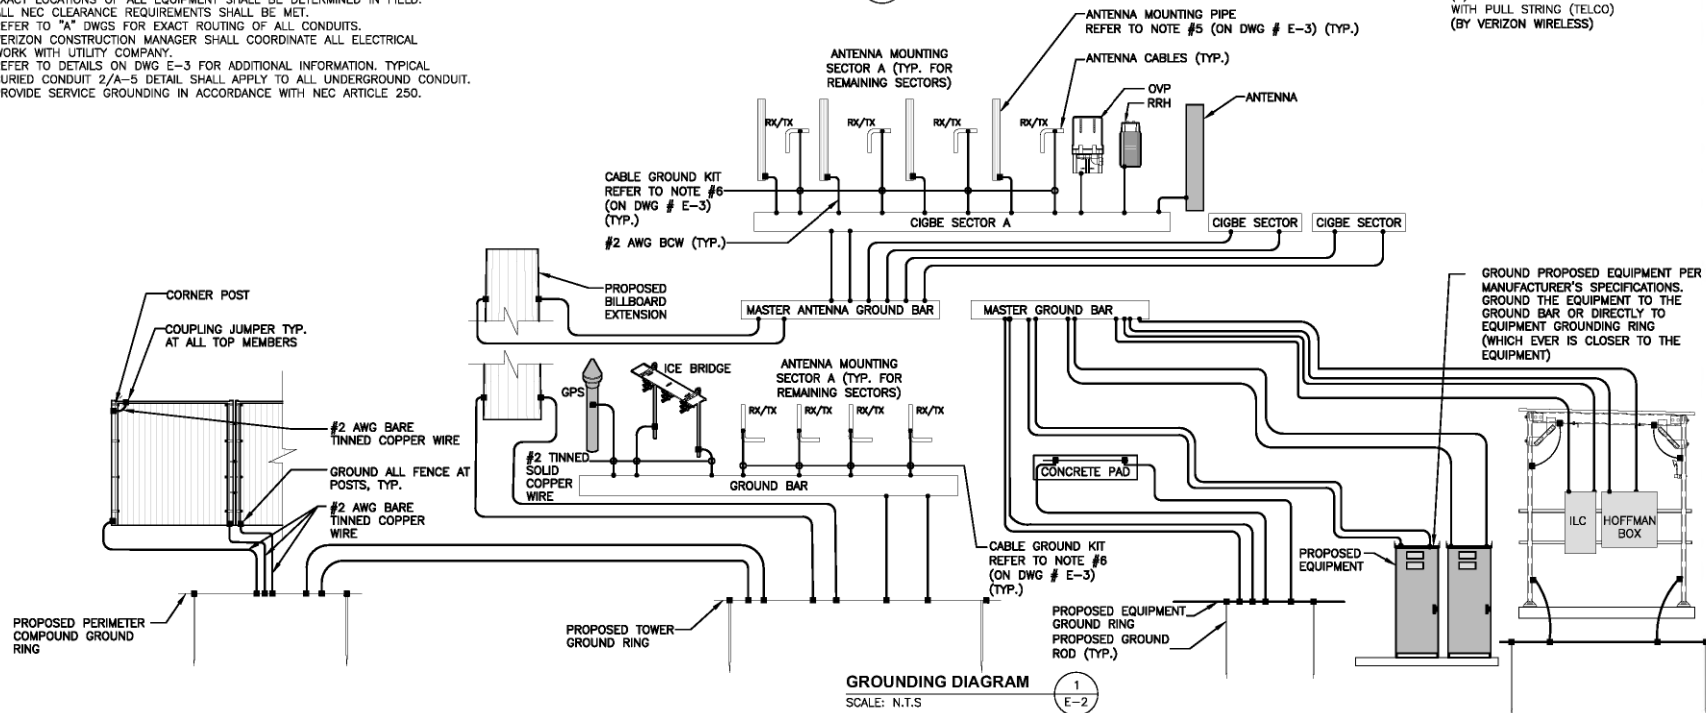 ALL NEC CLEARANCE REQUIREMENTS SHALL BE MET.
REFER TO "A" DWGS FOR EXACT ROUTING OF ALL CONDUITS.
VERIZON CONSTRUCTION MANAGER SHALL COORDINATE ALL ELECTRICAL
WORK WITH UTILITY COMPANY.
REFER TO DETAILS ON DWG E-3 FOR ADDITIONAL INFORMATION. TYPICAL
BURIED CONDUIT 2/A-5 DETAIL SHALL APPLY TO ALL UNDERGROUND CONDUIT.
PROVIDE SERVICE GROUNDING IN ACCORDANCE WITH NEC ARTICLE 250.
WITH PULL STRING (TELCO)
(BY VERIZON WIRELESS)
ANTENNA MOUNTING PIPE
REFER TO NOTE #5 (ON DWG # E-3) (TYP.)
ANTENNA MOUNTING
SECTOR A (TYP. FOR
REMAINING SECTORS)
ANTENNA CABLES (TYP.)
OVP
RRH
ANTENNA
RX/TX
RX/TX
RX/TX
RX/TX
CABLE GROUND KIT
REFER TO NOTE #6
(ON DWG # E-3)
(TYP.)
#2 AWG BCW (TYP.)
CIGBE SECTOR A
CIGBE SECTOR
CIGBE SECTOR
PROPOSED
BILLBOARD
EXTENSION
MASTER ANTENNA GROUND BAR
MASTER GROUND BAR
GROUND PROPOSED EQUIPMENT PER
MANUFACTURER'S SPECIFICATIONS.
GROUND THE EQUIPMENT TO THE
GROUND BAR OR DIRECTLY TO
EQUIPMENT GROUNDING RING
(WHICH EVER IS CLOSER TO THE
EQUIPMENT)
CORNER POST
COUPLING JUMPER TYP.
AT ALL TOP MEMBERS
GPS
ICE BRIDGE
ANTENNA MOUNTING
SECTOR A (TYP. FOR
REMAINING SECTORS)
RX/TX
RX/TX
RX/TX
RX/TX
#2 AWG BARE
TINNED COPPER WIRE
GROUND ALL FENCE AT
POSTS, TYP.
#2 AWG BARE
TINNED COPPER
WIRE
#2 TINNED
SOLID
COPPER
WIRE
GROUND BAR
CONCRETE PAD
ILC
HOFFMAN
BOX
CABLE GROUND KIT
REFER TO NOTE #6
(ON DWG # E-3)
(TYP.)
PROPOSED
EQUIPMENT
PROPOSED PERIMETER
COMPOUND GROUND
RING
PROPOSED TOWER
GROUND RING
PROPOSED EQUIPMENT
GROUND RING
PROPOSED GROUND
ROD (TYP.)
GROUNDING DIAGRAM
SCALE: N.T.S
1
E-2